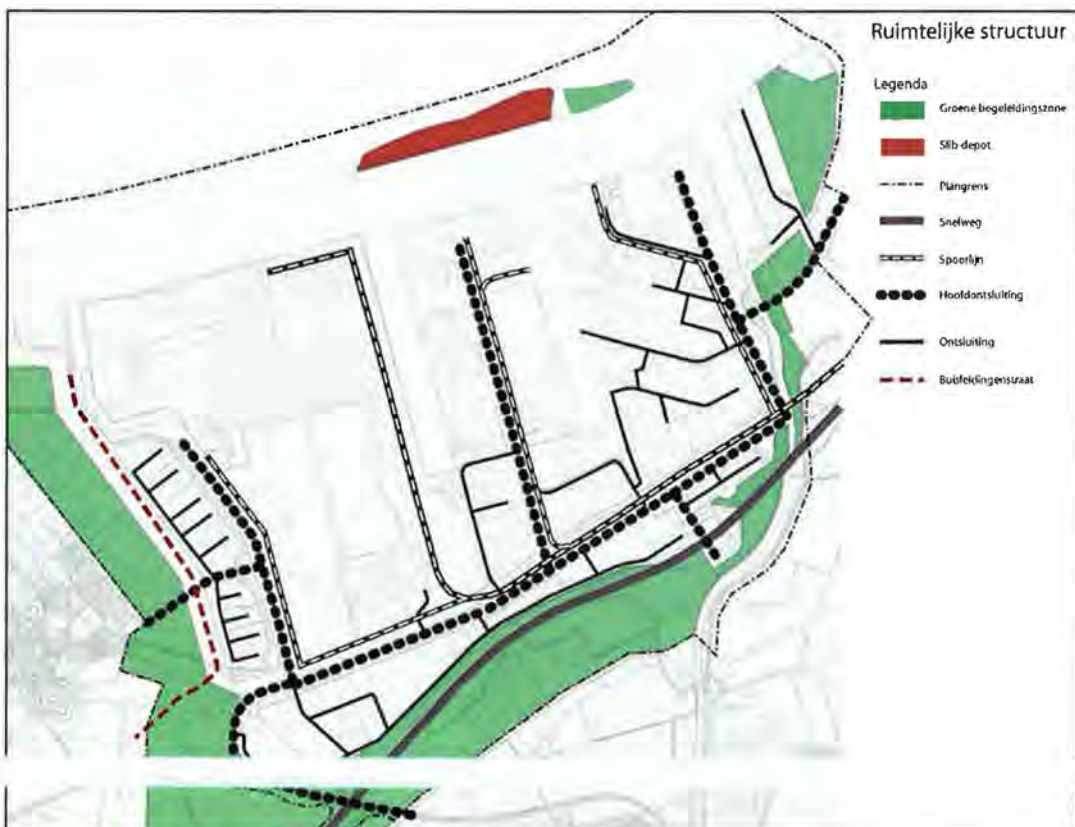 Ruimtelijke structuur
Legenda
Groene begeleidingszone
Slib-depot
Plangrens
Snelweg
Spoorlijn
Hoofdontsluiting
Ontsluiting
Buisleidingenstraat